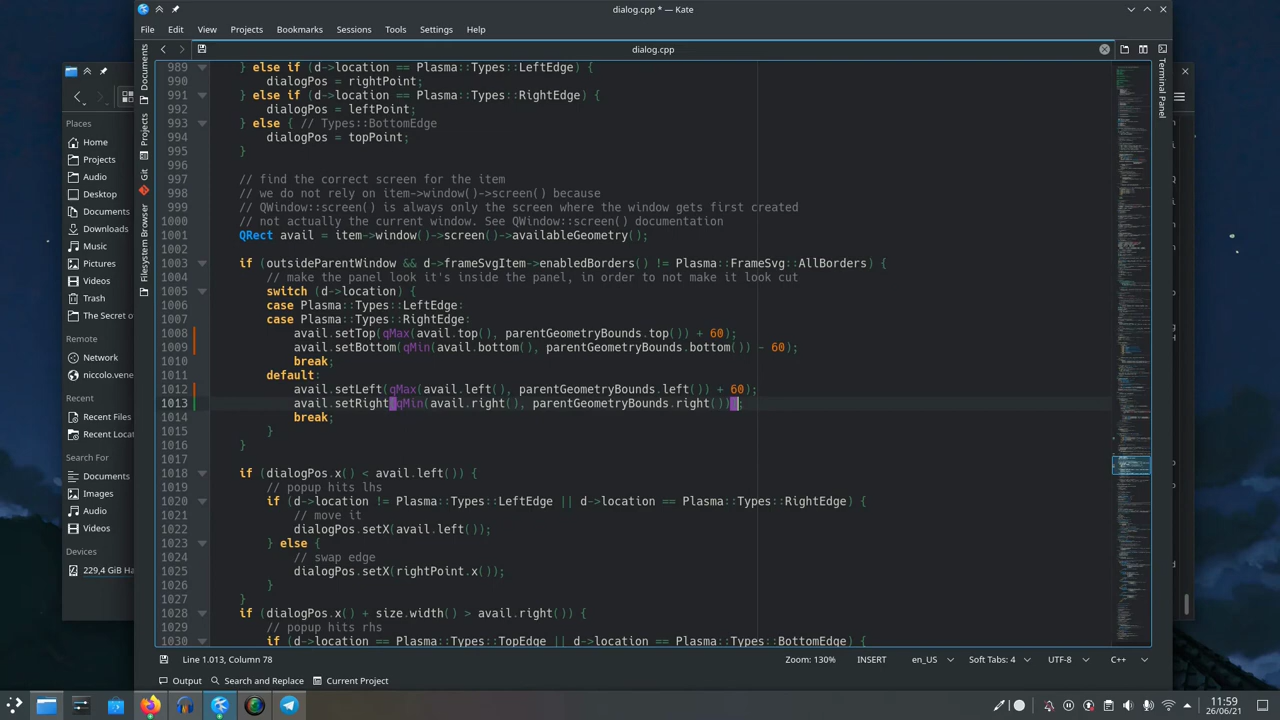 dialog.cpp * — Kate
File Edit View Projects Bookmarks Sessions Tools Settings Help
dialog.cpp
Documents
Projects
Git
Filesystem Browser
Terminal Panel
Places
Home
Projects
Audio
Desktop
Documents
Downloads
Music
Pictures
Videos
Trash
The Secret o
Remote
Network
niccolo.vene
Recent
Recent Files
Recent Locat
Search For
Documents
Images
Audio
Videos
Devices
229,4 GiB Ha
989 } else if (d->location == Plasma::Types::LeftEdge) {
990 dialogPos = rightPoint;
991 else if (d->location == Plasma::Types::RightEdge) {
992 dialogPos = leftPoint;
993 else { // Types::BottomEdge
994 dialogPos = topPoint;
995
996
997 find the correct screen for the item
998 we do not rely on item->window()->screen() because
999 QWindow::screen() is always only the screen where the window gets first created
1000 not actually the current window. See QWindow::screen() documentation
1001 QRect avail = item->window()->screen()->availableGeometry();
1002
1003 if (outsideParentWindow && d->frameSvgItem->enabledBorders() != Plasma::FrameSvg::AllBorders) {
1004 // make the panel look it's inside the panel, in order to not make it look cut
1005 switch (d->location) {
1006 case Plasma::Types::LeftEdge:
1007 case Plasma::Types::RightEdge:
1008 avail.setTop(qMax(avail.top(), parentGeometryBounds.top()) + 60);
1009 avail.setBottom(qMin(avail.bottom(), parentGeometryBounds.bottom()) - 60);
1010 break;
1011 default:
1012 avail.setLeft(qMax(avail.left(), parentGeometryBounds.left()) + 60);
1013 avail.setRight(qMin(avail.right(), parentGeometryBounds.right()));
1014 break;
1015 }
1016 }
1017
1018 if (dialogPos.x() < avail.left()) {
1019 popup hits lhs
1020 if (d->location != Plasma::Types::LeftEdge || d->location == Plasma::Types::RightEdge)
1021 // move it
1022 dialogPos.setX(avail.left());
1023 } else {
1024 // swap edge
1025 dialogPos.setX(rightPoint.x());
1026 }
1027 }
1028 if (dialogPos.x() + size.width() > avail.right()) {
1029 // popup hits rhs
1030 if (d->location == Plasma::Types::TopEdge || d->location == Plasma::Types::BottomEdge) {
Line 1.013, Column 78 Zoom: 130% INSERT en_US Soft Tabs: 4 UTF-8 C++
Output Search and Replace Current Project
11:59
26/06/21